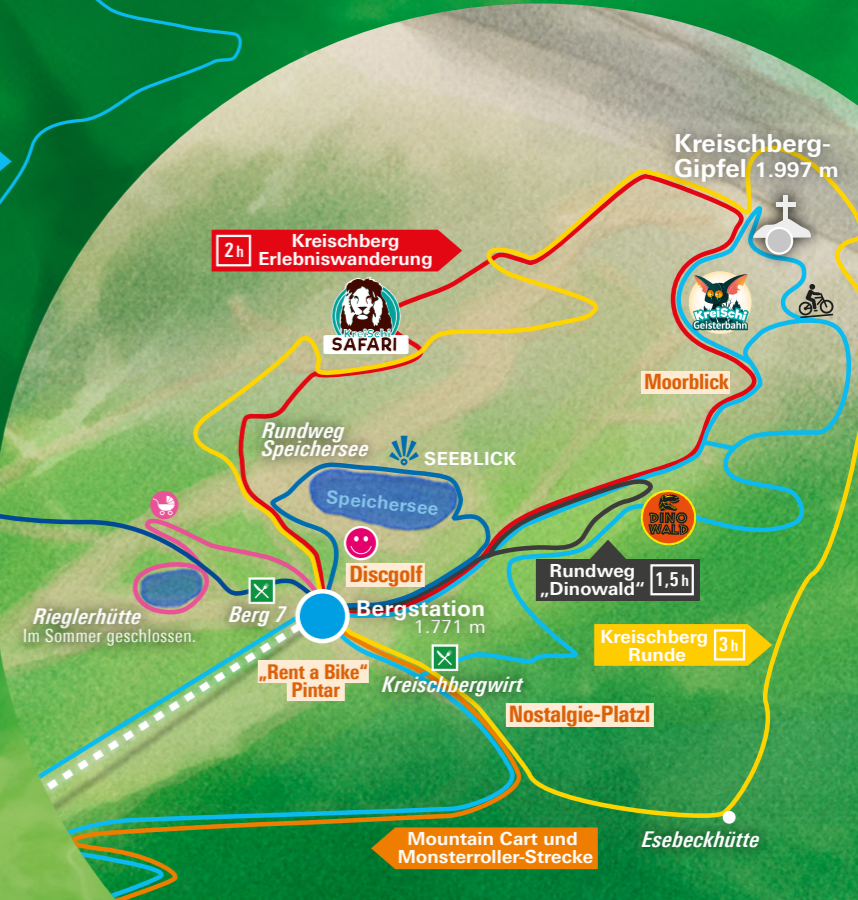 Kreischberg-
Gipfel 1.997 m
2 h
Kreischberg
Erlebniswanderung
KreiSchi
SAFARI
KreiSchi
Geisterbahn
Moorblick
Rundweg
Speichersee
SEEBLICK
Speichersee
DINO
WALD
Discgolf
Rundweg
„Dinowald“
1,5 h
Rieglerhütte
Im Sommer geschlossen.
Berg 7
Bergstation
1.771 m
Kreischberg
Runde
3 h
„Rent a Bike“
Pintar
Kreischbergwirt
Nostalgie-Platzl
Mountain Cart und
Monsterroller-Strecke
Esebeckhütte